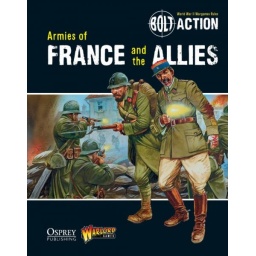 World War II Wargames Rules
BOLT ACTION
Armies of
FRANCE and the ALLIES
OSPREY
PUBLISHING
WARLORD
GAMES